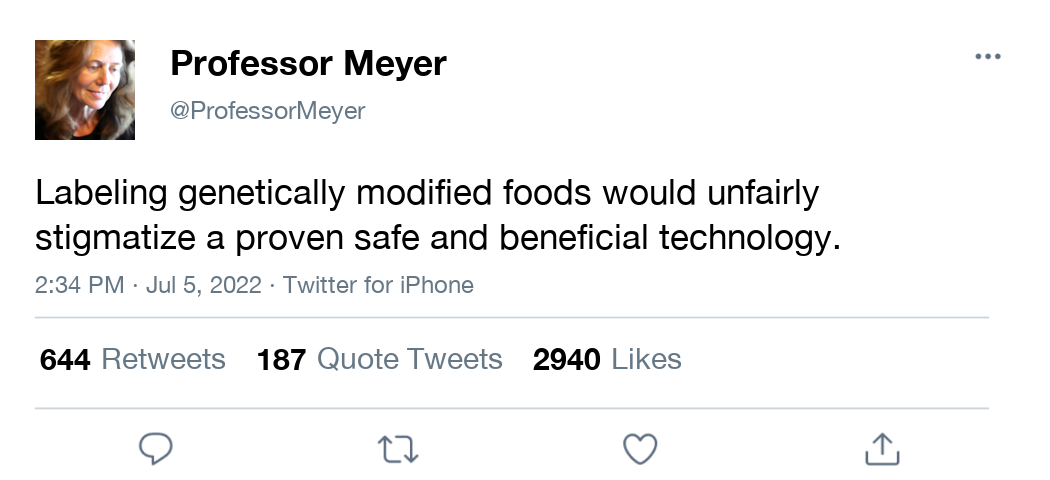 Professor Meyer
@ProfessorMeyer
Labeling genetically modified foods would unfairly
stigmatize a proven safe and beneficial technology.
2:34 PM · Jul 5, 2022 · Twitter for iPhone
644 Retweets 187 Quote Tweets 2940 Likes